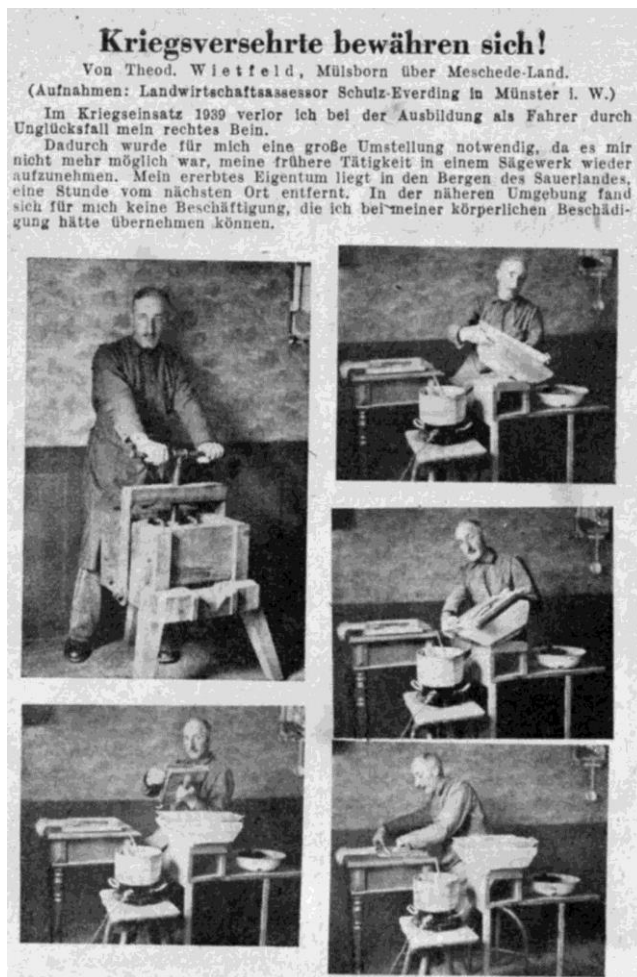 Kriegsversehrte bewähren sich!
Von Theod. Wietfeld, Mülsborn über Meschede-Land.
(Aufnahmen: Landwirtschaftsassessor Schulz-Everding in Münster i. W.)
Im Kriegseinsatz 1939 verlor ich bei der Ausbildung als Fahrer durch
Unglücksfall mein rechtes Bein.
Dadurch wurde für mich eine große Umstellung notwendig, da es mir
nicht mehr möglich war, meine frühere Tätigkeit in einem Sägewerk wieder
aufzunehmen. Mein ererbtes Eigentum liegt in den Bergen des Sauerlandes,
eine Stunde vom nächsten Ort entfernt. In der näheren Umgebung fand
sich für mich keine Beschäftigung, die ich bei meiner körperlichen Beschädi-
gung hätte übernehmen können.